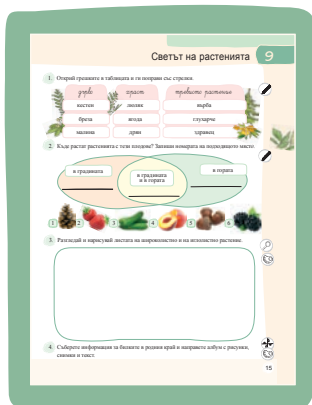 Светът на растенията 9
1. Открий грешките в таблицата и ги поправи със стрелки.
дърво храст тревисто растение
кестен люляк върба
бреза коза глухарче
малина дрян здравец
2. Къде растат растенията с тези плодове? Запиши номерата на подходящото място.
в градината
в градината
и в гората
в гората
1 2 3 4 5 6
3. Разгледай и нарисувай листата на широколистно и на иглолистно растение.
4. Съберете информация за билките в родния край и направете албум с рисунки,
снимки и текст.
15